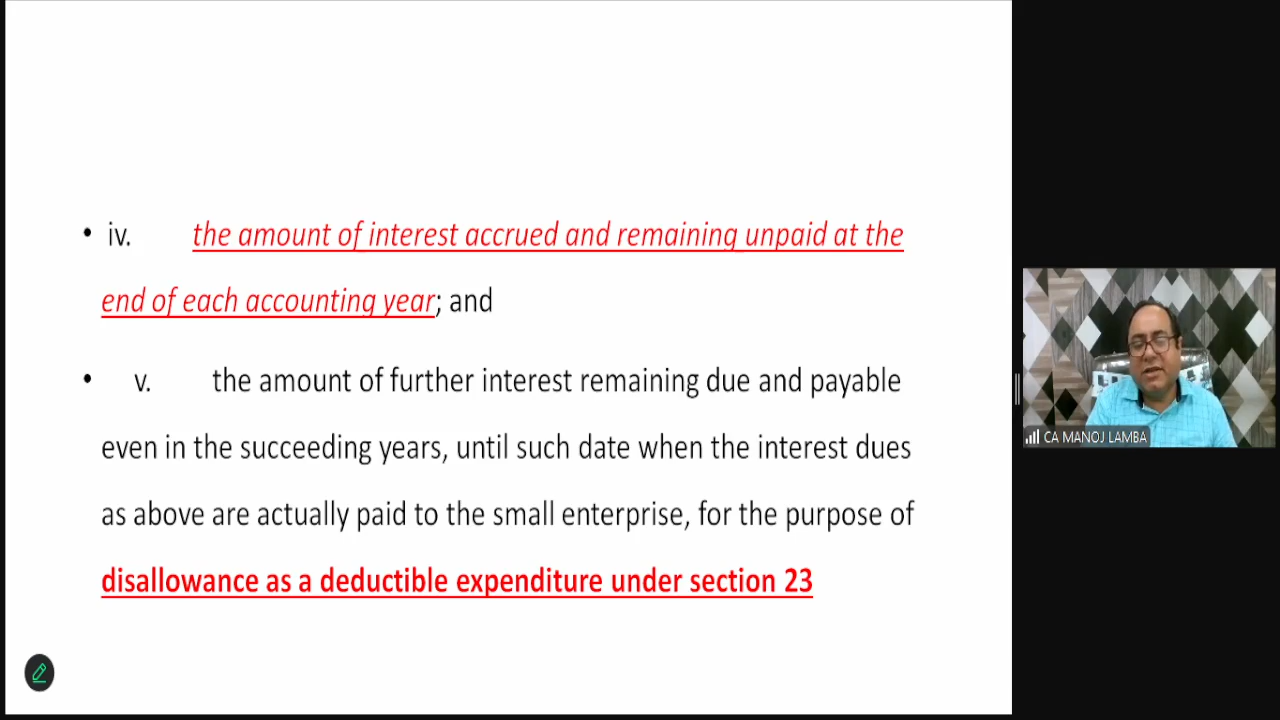 • iv. the amount of interest accrued and remaining unpaid at the
end of each accounting year; and
• v. the amount of further interest remaining due and payable
even in the succeeding years, until such date when the interest dues
as above are actually paid to the small enterprise, for the purpose of
disallowance as a deductible expenditure under section 23
CA MANOJ LAMBA